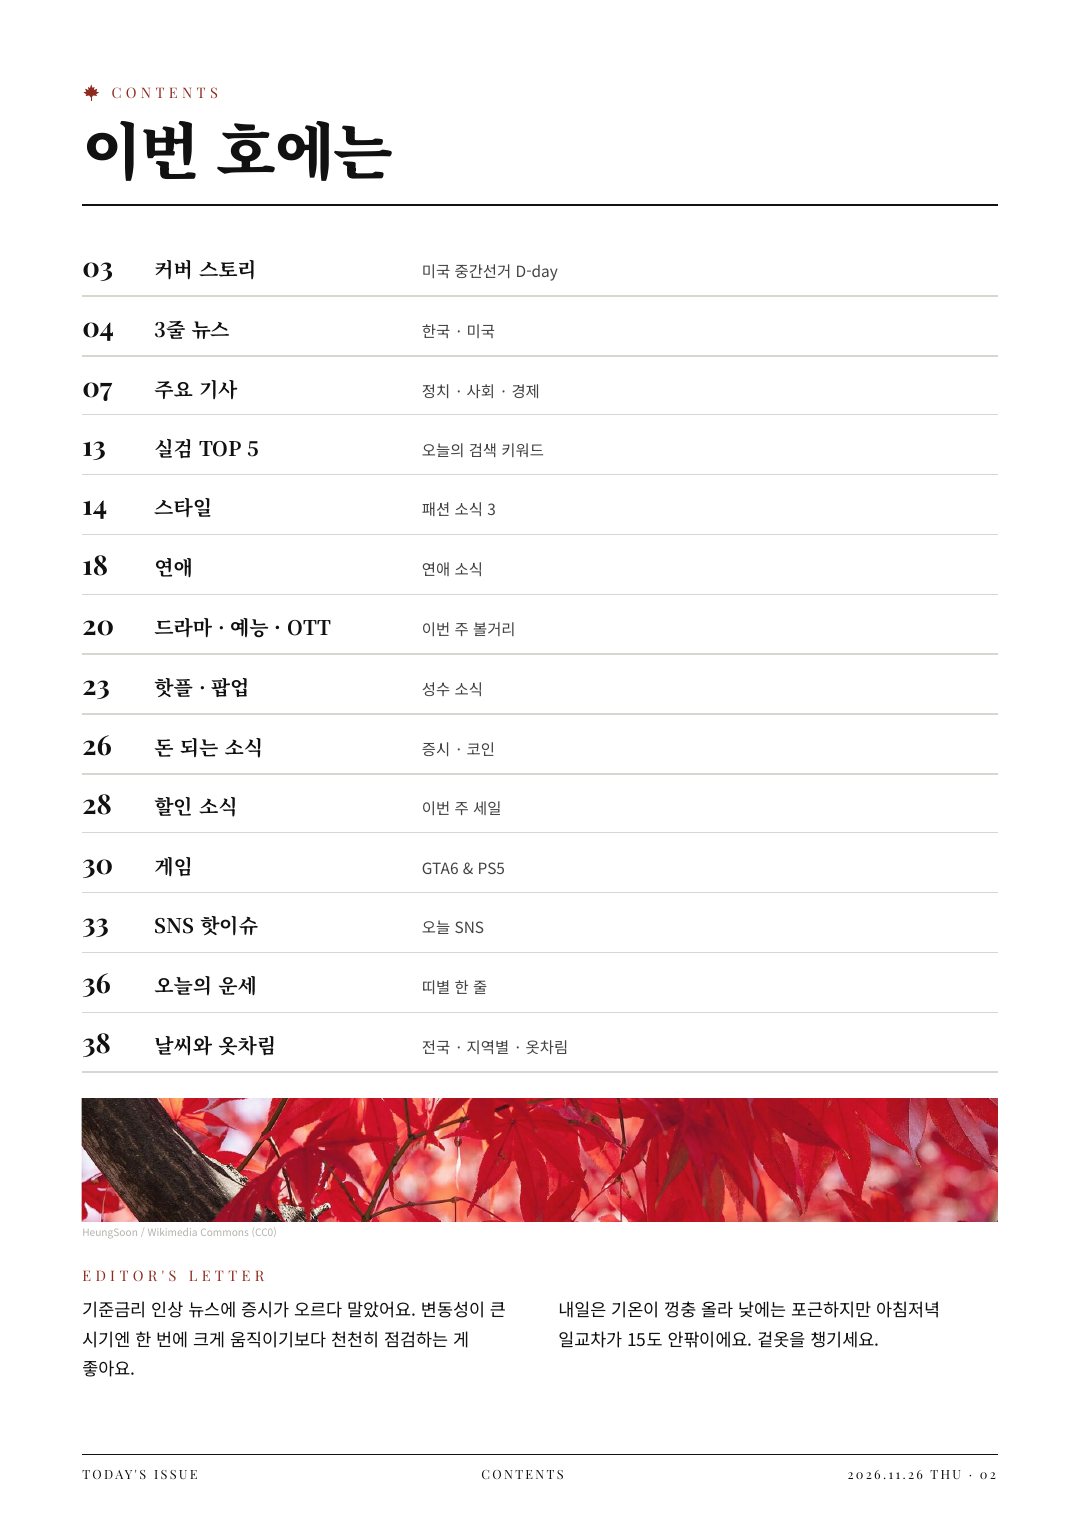 CONTENTS
이번 호에는
03 커버 스토리 미국 중간선거 D-day
04 3줄 뉴스 한국 · 미국
07 주요 기사 정치 · 사회 · 경제
13 실검 TOP 5 오늘의 검색 키워드
14 스타일 패션 소식 3
18 연애 연애 소식
20 드라마 · 예능 · OTT 이번 주 볼거리
23 핫플 · 팝업 성수 소식
26 돈 되는 소식 증시 · 코인
28 할인 소식 이번 주 세일
30 게임 GTA6 & PS5
33 SNS 핫이슈 오늘 SNS
36 오늘의 운세 띠별 한 줄
38 날씨와 옷차림 전국 · 지역별 · 옷차림
HeungSoon / Wikimedia Commons (CC0)
EDITOR'S LETTER
기준금리 인상 뉴스에 증시가 오르다 말았어요. 변동성이 큰
시기엔 한 번에 크게 움직이기보다 천천히 점검하는 게
좋아요.
내일은 기온이 껑충 올라 낮에는 포근하지만 아침저녁
일교차가 15도 안팎이에요. 겉옷을 챙기세요.
TODAY'S ISSUE CONTENTS 2026.11.26 THU · 02